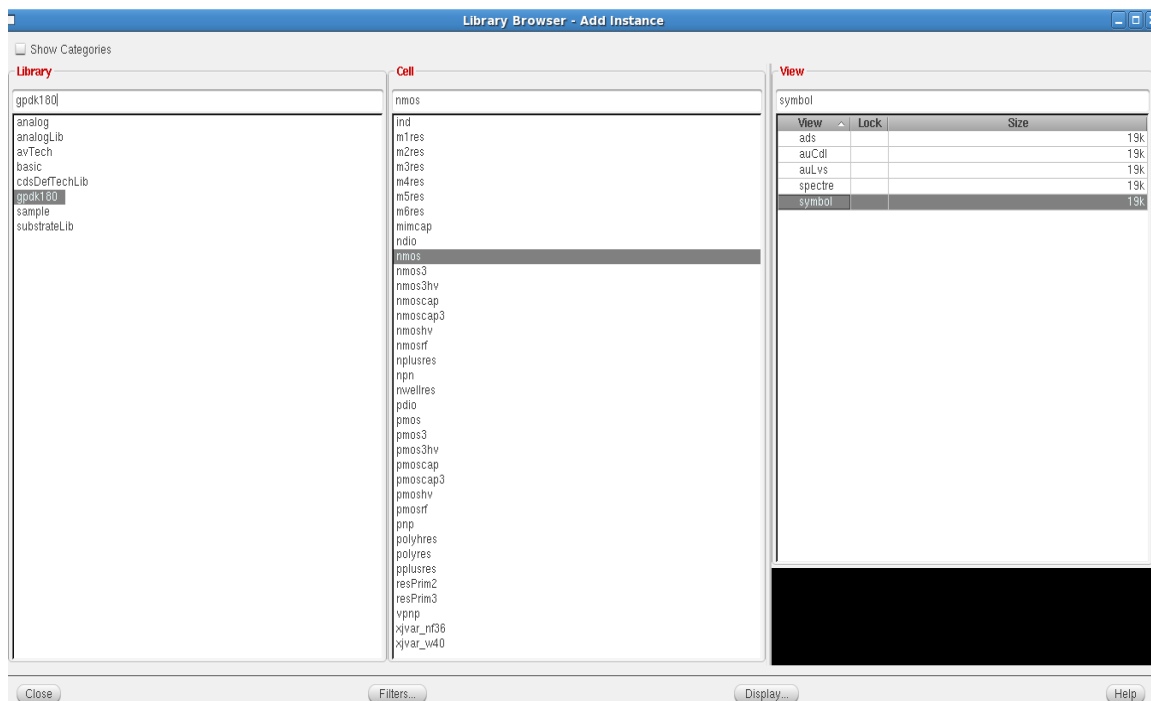 Library Browser - Add Instance
Show Categories
Library
gpdk180
analog
analogLib
avTech
basic
cdsDefTechLib
gpdk180
sample
substrateLib
Cell
nmos
ind
m1res
m2res
m3res
m4res
m5res
m6res
mimcap
ndio
nmos
nmos3
nmos3hv
nmoscap
nmoscap3
nmoshv
nmosrf
nplusres
npn
nwellres
pdio
pmos
pmos3
pmos3hv
pmoscap
pmoscap3
pmoshv
pmosrf
pnp
polyhres
polyres
pplusres
resPrim2
resPrim3
vpnp
xjvar_nf36
xjvar_w40
View
symbol
View Lock Size
ads 19k
auCdl 19k
auLvs 19k
spectre 19k
symbol 19k
Close Filters... Display... Help